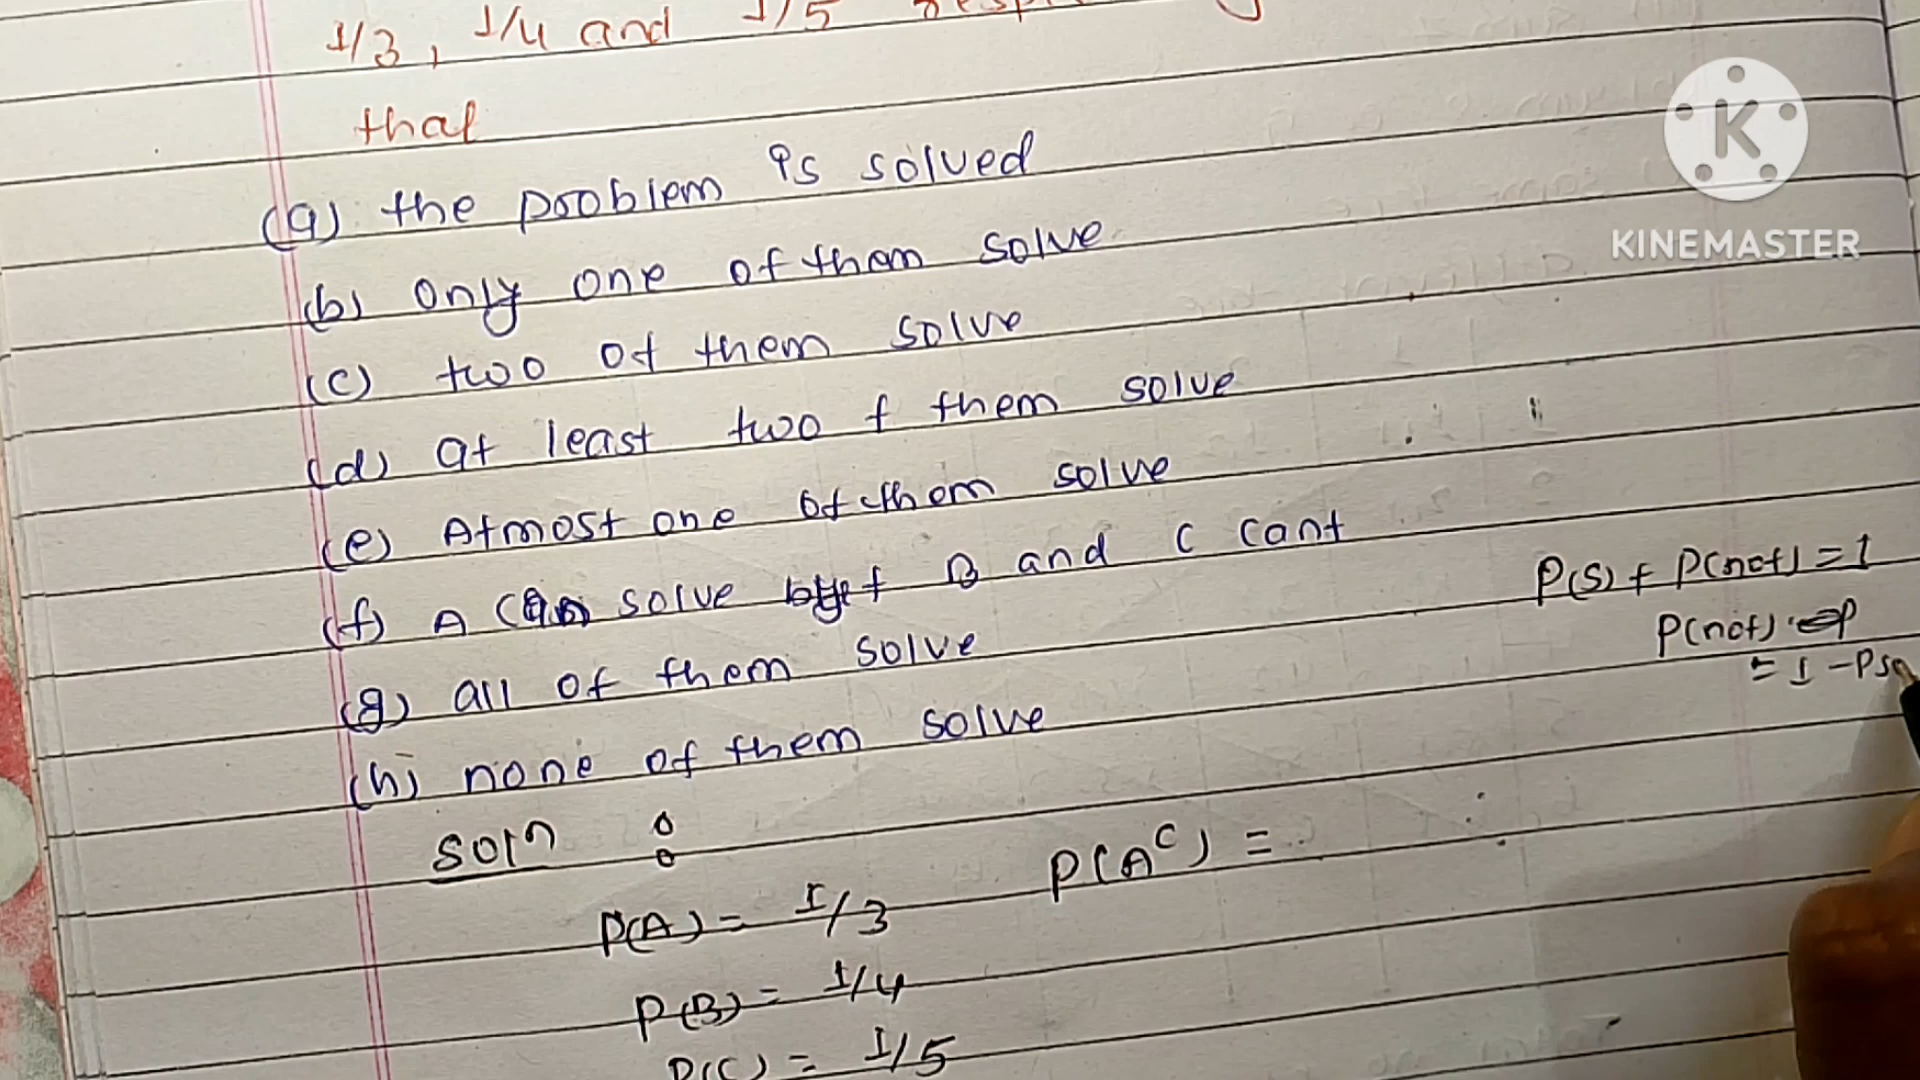 1/3, 1/4 and 1/5
that
(a) the problem is solved
(b) only one of them solve
(c) two of them solve
(d) at least two f them solve
(e) Atmost one of them solve
(f) A can solve but B and C cant
(g) all of them solve
(h) none of them solve
P(S) + P(not) = 1
P(not)
= 1 - P
Soln :
P(A) = 1/3
P(A^C) =
P(B) = 1/4
P(C) = 1/5
K
KINEMASTER